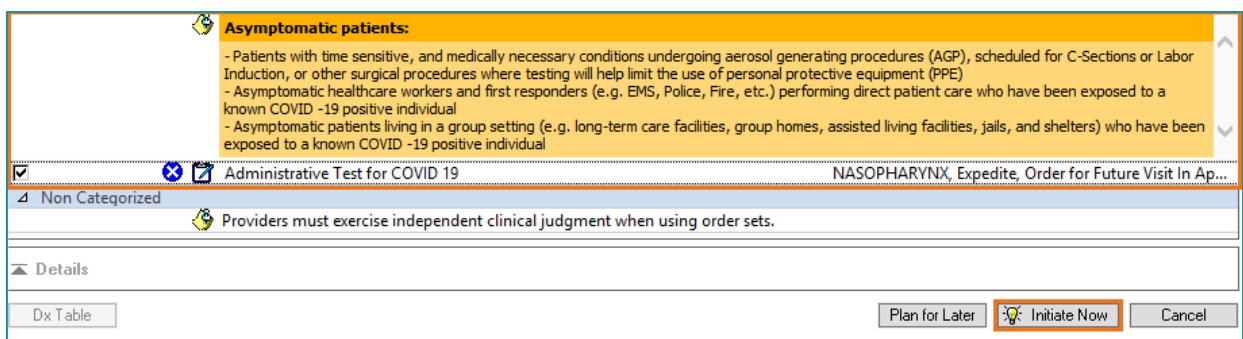 Asymptomatic patients:
- Patients with time sensitive, and medically necessary conditions undergoing aerosol generating procedures (AGP), scheduled for C-Sections or Labor
Induction, or other surgical procedures where testing will help limit the use of personal protective equipment (PPE)
- Asymptomatic healthcare workers and first responders (e.g. EMS, Police, Fire, etc.) performing direct patient care who have been exposed to a
known COVID -19 positive individual
- Asymptomatic patients living in a group setting (e.g. long-term care facilities, group homes, assisted living facilities, jails, and shelters) who have been
exposed to a known COVID -19 positive individual
Administrative Test for COVID 19 NASOPHARYNX, Expedite, Order for Future Visit In Ap...
Non Categorized
Providers must exercise independent clinical judgment when using order sets.
Details
Dx Table Plan for Later Initiate Now Cancel